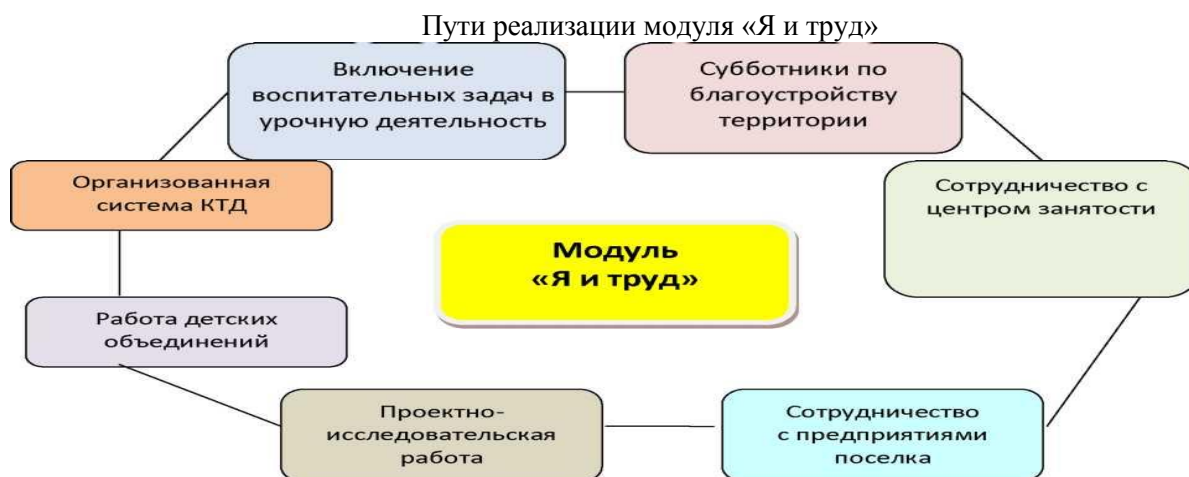 Пути реализации модуля «Я и труд»
Включение
воспитательных задач в
урочную деятельность
Субботники по
благоустройству
территории
Организованная
система КТД
Сотрудничество с
центром занятости
Модуль
«Я и труд»
Работа детских
объединений
Проектно-
исследовательская
работа
Сотрудничество
с предприятиями
поселка